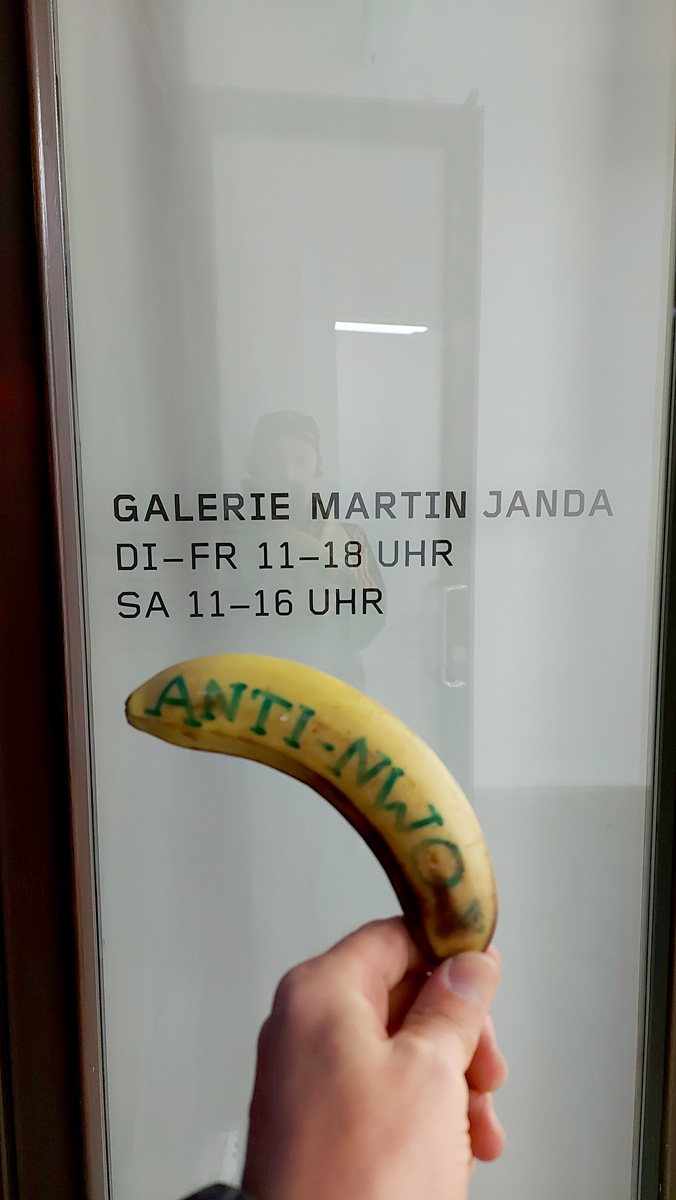 GALERIE MARTIN JANDA
DI–FR 11–18 UHR
SA 11–16 UHR
ANTI-NWO